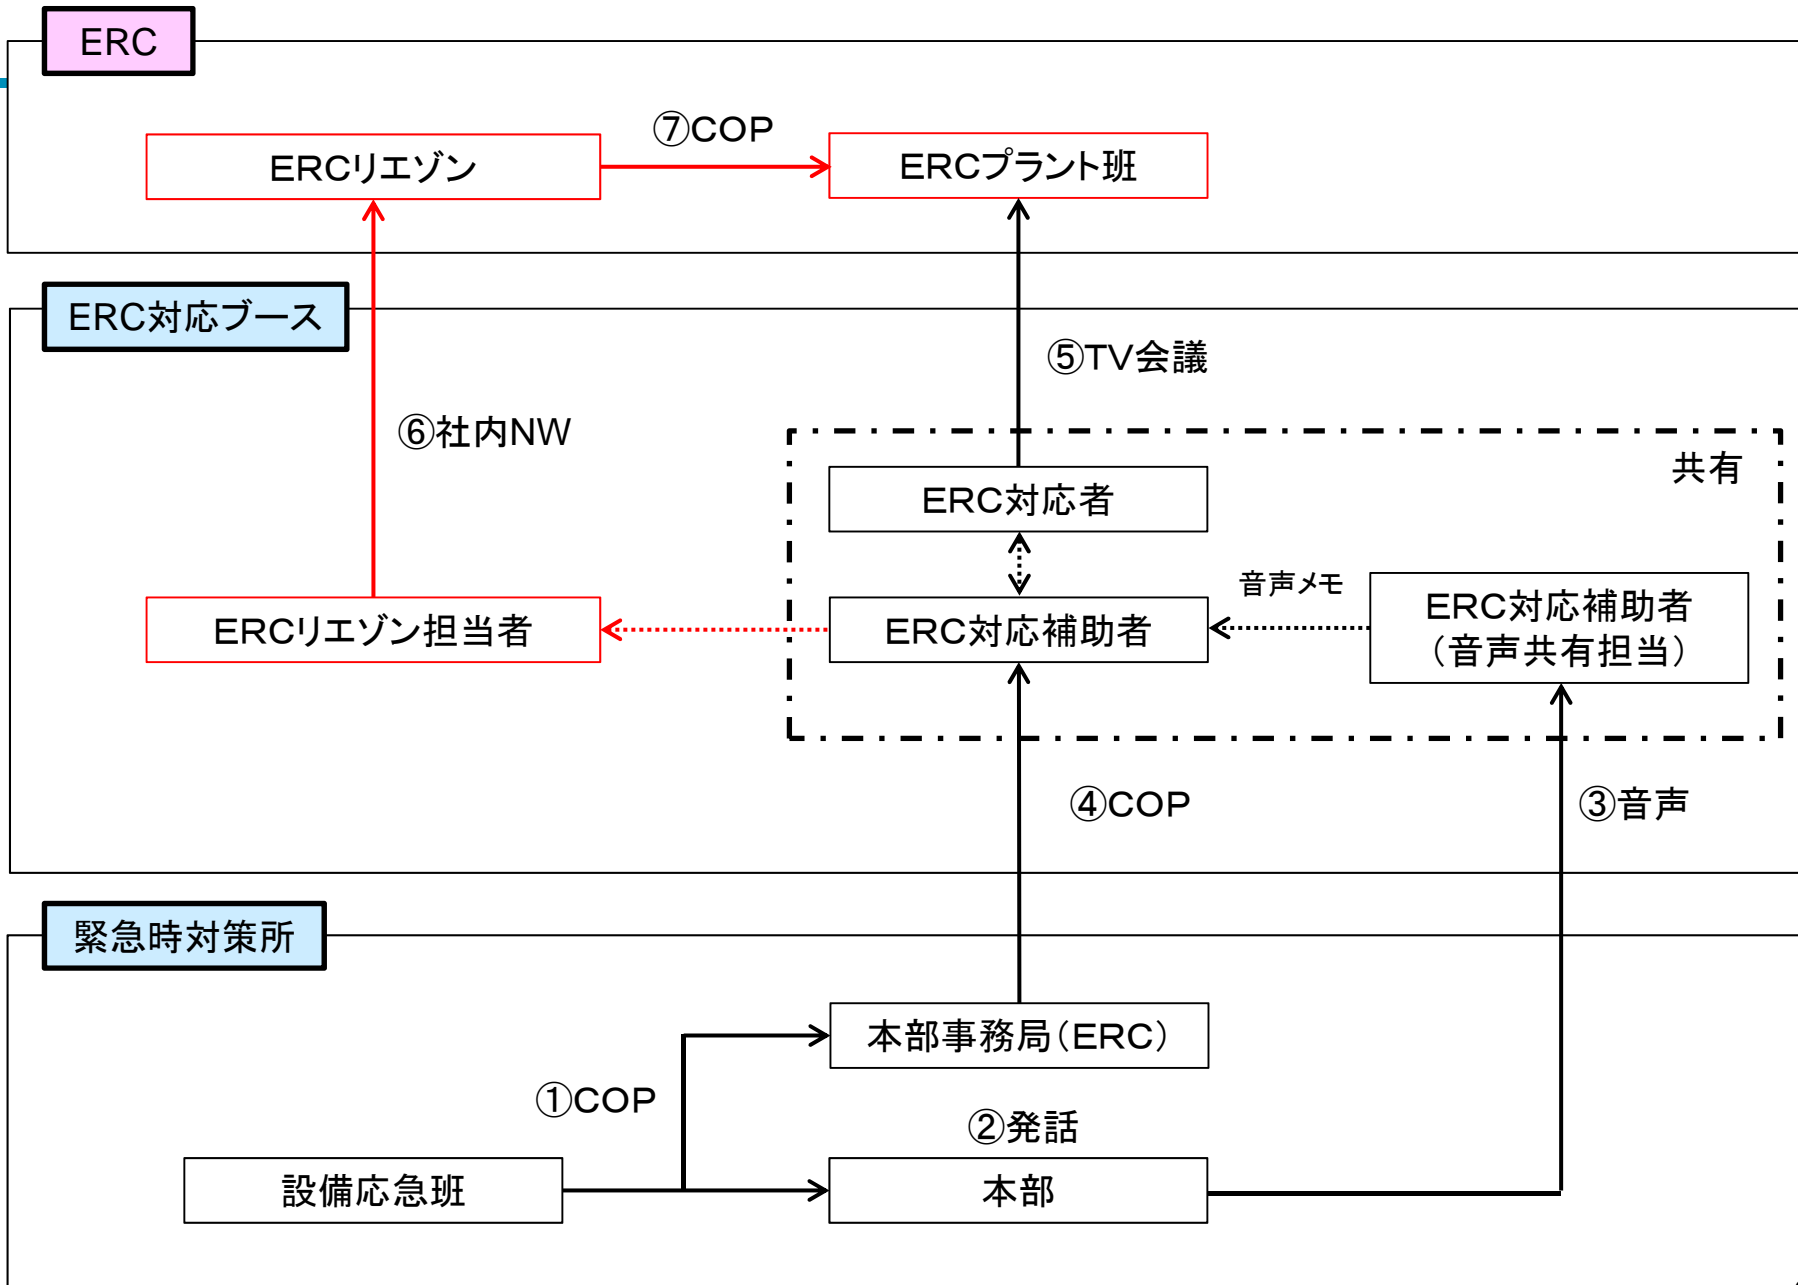 ERC
⑦COP
ERCリエゾン
ERCプラント班
ERC対応ブース
⑤TV会議
⑥社内NW
共有
ERC対応者
音声メモ
ERCリエゾン担当者
ERC対応補助者
ERC対応補助者
（音声共有担当）
④COP
③音声
緊急時対策所
本部事務局（ERC）
①COP
②発話
設備応急班
本部